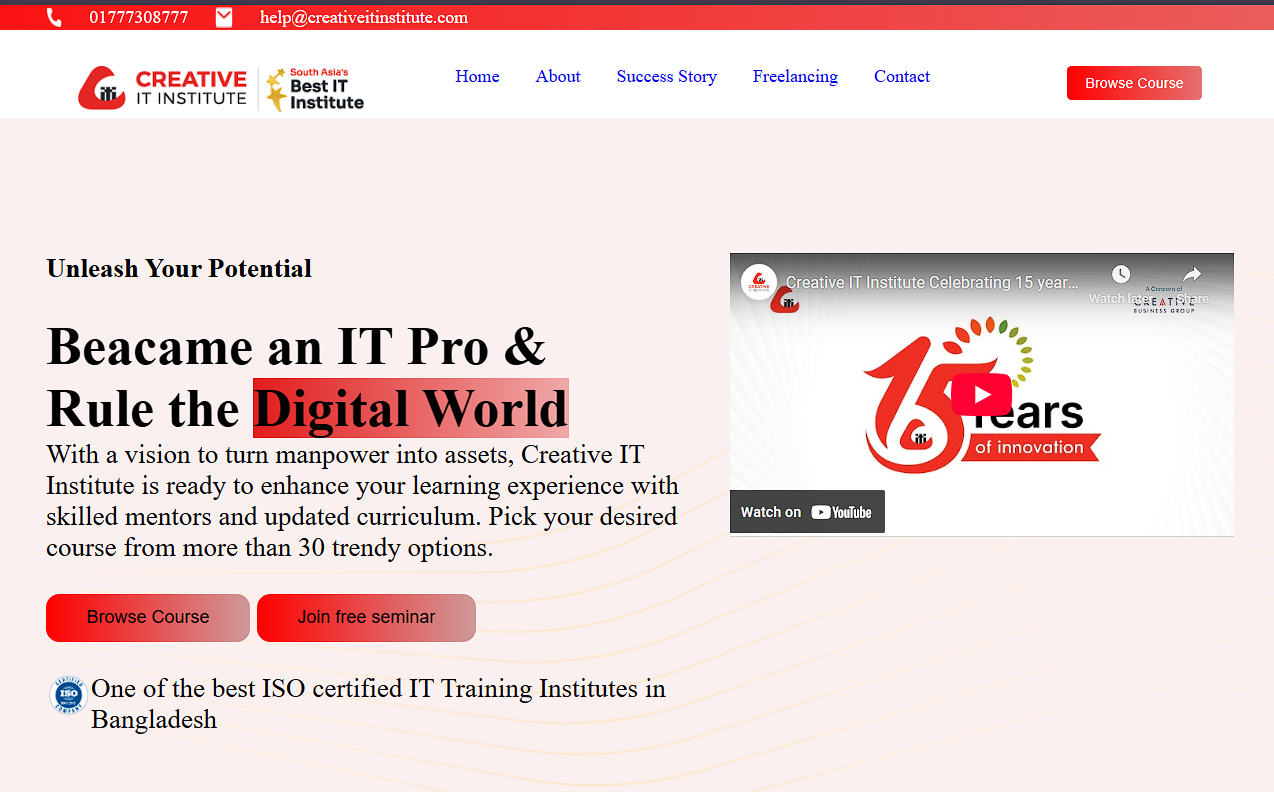 01777308777 help@creativeitinstitute.com
CREATIVE
IT INSTITUTE
South Asia's
Best IT
Institute
Home About Success Story Freelancing Contact
Browse Course
Unleash Your Potential
Beacame an IT Pro &
Rule the Digital World
With a vision to turn manpower into assets, Creative IT
Institute is ready to enhance your learning experience with
skilled mentors and updated curriculum. Pick your desired
course from more than 30 trendy options.
Browse Course Join free seminar
CERTIFIED
ISO
COMPANY
One of the best ISO certified IT Training Institutes in
Bangladesh
Creative IT Institute Celebrating 15 year...
Share
A Concern of
CREATIVE
BUSINESS GROUP
15
Years
of innovation
Watch on YouTube